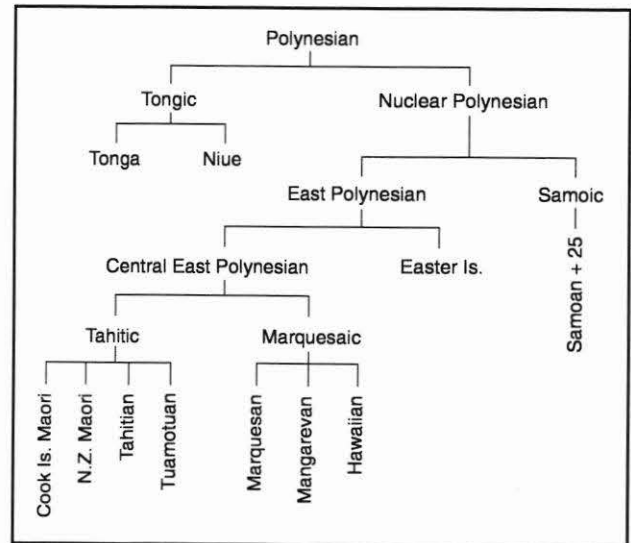 Polynesian
Tongic Nuclear Polynesian
Tonga Niue
East Polynesian Samoic
Central East Polynesian Easter Is. Samoan + 25
Tahitic Marquesaic
Cook Is. Maori N.Z. Maori Tahitian Tuamotuan Marquesan Mangarevan Hawaiian